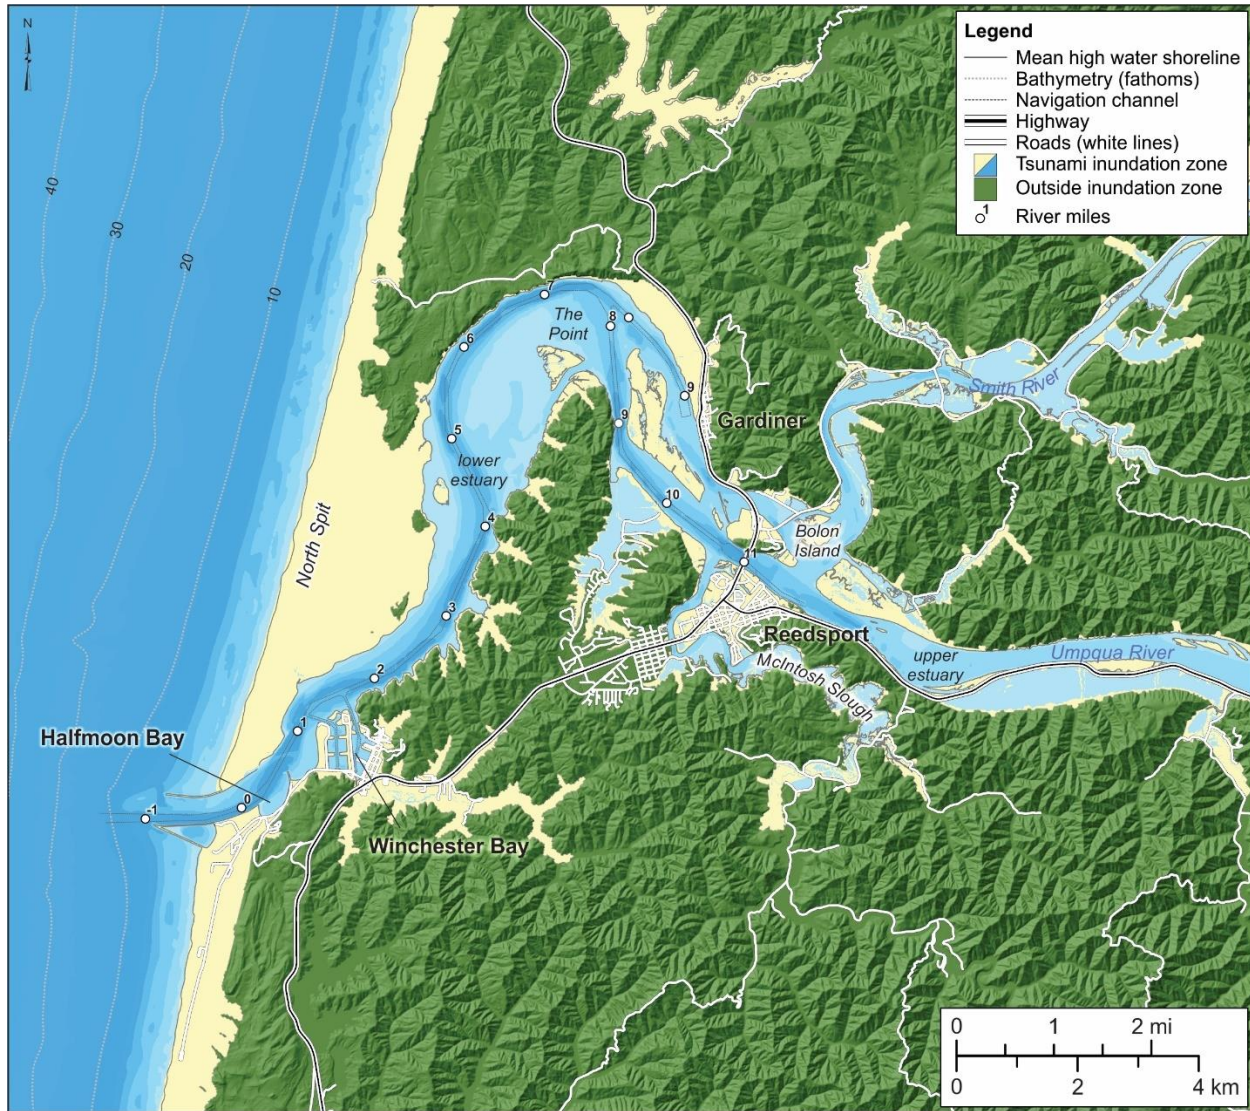 N
Legend
Mean high water shoreline
Bathymetry (fathoms)
Navigation channel
Highway
Roads (white lines)
Tsunami inundation zone
Outside inundation zone
1
River miles
40
30
20
10
7
The
Point
8
6
9
Smith River
Gardiner
9
5
lower
estuary
10
4
North Spit
Bolon
Island
11
3
Reedsport
upper
estuary
Umpqua River
McIntosh Slough
2
1
Halfmoon Bay
0
-1
Winchester Bay
0 1 2 mi
0 2 4 km